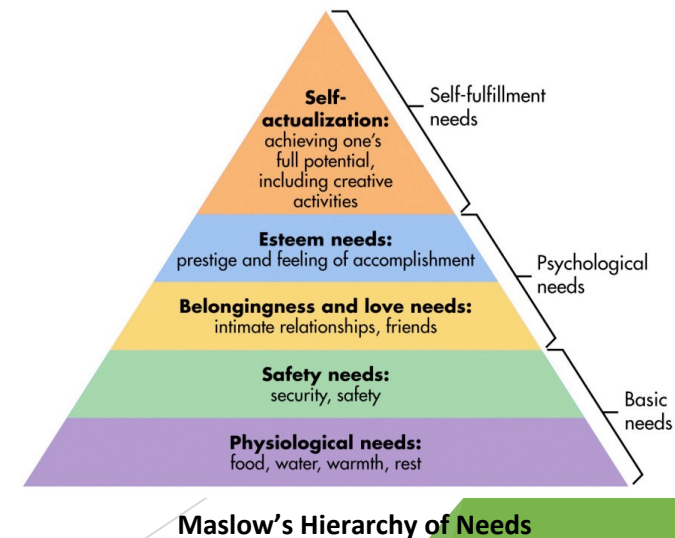 Self-
actualization:
achieving one's
full potential,
including creative
activities
Self-fulfillment
needs
Esteem needs:
prestige and feeling of accomplishment
Psychological
needs
Belongingness and love needs:
intimate relationships, friends
Safety needs:
security, safety
Basic
needs
Physiological needs:
food, water, warmth, rest
Maslow’s Hierarchy of Needs